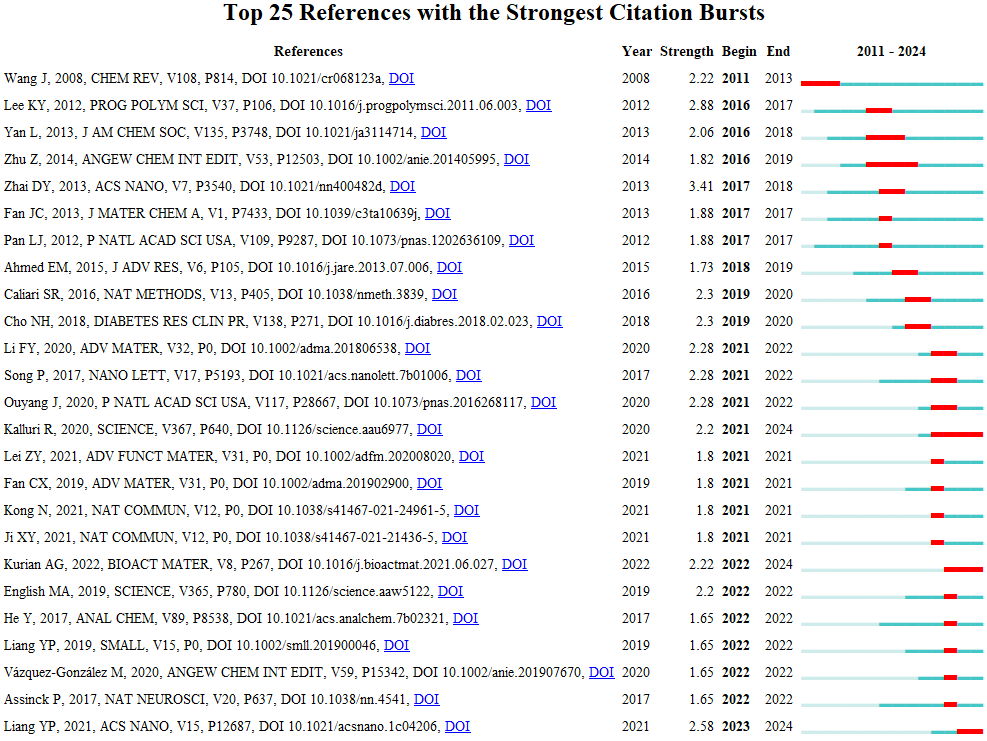 Top 25 References with the Strongest Citation Bursts
References Year Strength Begin End 2011 - 2024
Wang J, 2008, CHEM REV, V108, P814, DOI 10.1021/cr068123a, DOI 2008 2.22 2011 2013
Lee KY, 2012, PROG POLYM SCI, V37, P106, DOI 10.1016/j.progpolymsci.2011.06.003, DOI 2012 2.88 2016 2017
Yan L, 2013, J AM CHEM SOC, V135, P3748, DOI 10.1021/ja3114714, DOI 2013 2.06 2016 2018
Zhu Z, 2014, ANGEW CHEM INT EDIT, V53, P12503, DOI 10.1002/anie.201405995, DOI 2014 1.82 2016 2019
Zhai DY, 2013, ACS NANO, V7, P3540, DOI 10.1021/nn400482d, DOI 2013 3.41 2017 2018
Fan JC, 2013, J MATER CHEM A, V1, P7433, DOI 10.1039/c3ta10639j, DOI 2013 1.88 2017 2017
Pan LJ, 2012, P NATL ACAD SCI USA, V109, P9287, DOI 10.1073/pnas.1202636109, DOI 2012 1.88 2017 2017
Ahmed EM, 2015, J ADV RES, V6, P105, DOI 10.1016/j.jare.2013.07.006, DOI 2015 1.73 2018 2019
Caliari SR, 2016, NAT METHODS, V13, P405, DOI 10.1038/nmeth.3839, DOI 2016 2.3 2019 2020
Cho NH, 2018, DIABETES RES CLIN PR, V138, P271, DOI 10.1016/j.diabres.2018.02.023, DOI 2018 2.3 2019 2020
Li FY, 2020, ADV MATER, V32, P0, DOI 10.1002/adma.201806538, DOI 2020 2.28 2021 2022
Song P, 2017, NANO LETT, V17, P5193, DOI 10.1021/acs.nanolett.7b01006, DOI 2017 2.28 2021 2022
Ouyang J, 2020, P NATL ACAD SCI USA, V117, P28667, DOI 10.1073/pnas.2016268117, DOI 2020 2.28 2021 2022
Kalluri R, 2020, SCIENCE, V367, P640, DOI 10.1126/science.aau6977, DOI 2020 2.2 2021 2024
Lei ZY, 2021, ADV FUNCT MATER, V31, P0, DOI 10.1002/adfm.202008020, DOI 2021 1.8 2021 2021
Fan CX, 2019, ADV MATER, V31, P0, DOI 10.1002/adma.201902900, DOI 2019 1.8 2021 2021
Kong N, 2021, NAT COMMUN, V12, P0, DOI 10.1038/s41467-021-24961-5, DOI 2021 1.8 2021 2021
Ji XY, 2021, NAT COMMUN, V12, P0, DOI 10.1038/s41467-021-21436-5, DOI 2021 1.8 2021 2021
Kurian AG, 2022, BIOACT MATER, V8, P267, DOI 10.1016/j.bioactmat.2021.06.027, DOI 2022 2.22 2022 2024
English MA, 2019, SCIENCE, V365, P780, DOI 10.1126/science.aaw5122, DOI 2019 2.2 2022 2022
He Y, 2017, ANAL CHEM, V89, P8538, DOI 10.1021/acs.analchem.7b02321, DOI 2017 1.65 2022 2022
Liang YP, 2019, SMALL, V15, P0, DOI 10.1002/smll.201900046, DOI 2019 1.65 2022 2022
Vázquez-González M, 2020, ANGEW CHEM INT EDIT, V59, P15342, DOI 10.1002/anie.201907670, DOI 2020 1.65 2022 2022
Assinck P, 2017, NAT NEUROSCI, V20, P637, DOI 10.1038/nn.4541, DOI 2017 1.65 2022 2022
Liang YP, 2021, ACS NANO, V15, P12687, DOI 10.1021/acsnano.1c04206, DOI 2021 2.58 2023 2024